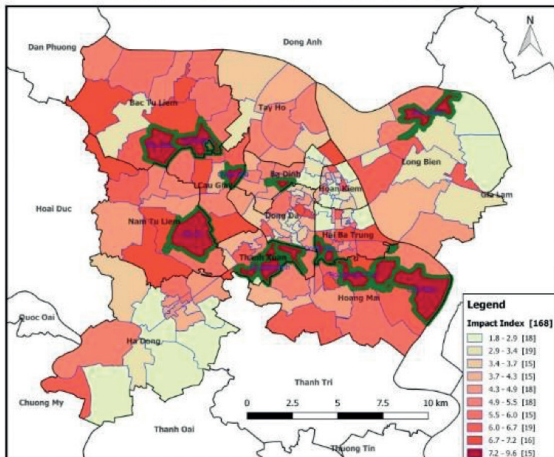 N
Dan Phuong
Dong Anh
Bac Tu Liem
Tay Ho
Long Bien
Cau Giay
Ba Dinh
Hoan Kiem
Gia Lam
Hoai Duc
Nam Tu Liem
Dong Da
Hai Ba Trung
Thanh Xuan
Hoang Mai
Quoc Oai
Ha Dong
Chuong My
Thanh Tri
0 2.5 5 7.5 10 km
Thanh Oai
Thuong Tin
Legend
Impact Index [168]
1.8 - 2.9 [18]
2.9 - 3.4 [19]
3.4 - 3.7 [15]
3.7 - 4.3 [15]
4.3 - 4.9 [18]
4.9 - 5.5 [18]
5.5 - 6.0 [15]
6.0 - 6.7 [19]
6.7 - 7.2 [16]
7.2 - 9.6 [15]